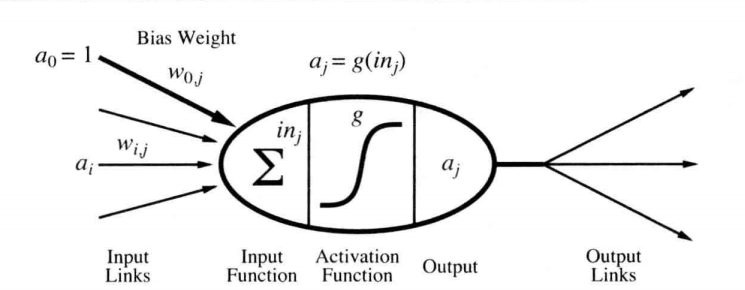 Bias Weight
a₀ = 1
w₀,ⱼ
aⱼ = g(inⱼ)
inⱼ
g
wᵢ,ⱼ
aᵢ
Σ
aⱼ
Input
Links
Input
Function
Activation
Function
Output
Output
Links